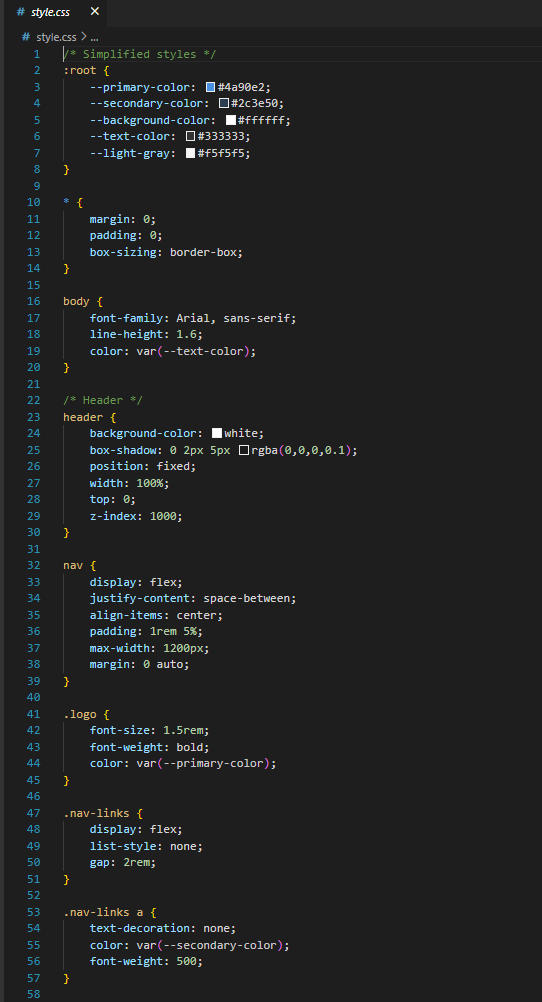 # style.css ×
# style.css > ...
1 /* Simplified styles */
2 :root {
3     --primary-color: #4a90e2;
4     --secondary-color: #2c3e50;
5     --background-color: #ffffff;
6     --text-color: #333333;
7     --light-gray: #f5f5f5;
8 }
9
10 * {
11     margin: 0;
12     padding: 0;
13     box-sizing: border-box;
14 }
15
16 body {
17     font-family: Arial, sans-serif;
18     line-height: 1.6;
19     color: var(--text-color);
20 }
21
22 /* Header */
23 header {
24     background-color: white;
25     box-shadow: 0 2px 5px rgba(0,0,0,0.1);
26     position: fixed;
27     width: 100%;
28     top: 0;
29     z-index: 1000;
30 }
31
32 nav {
33     display: flex;
34     justify-content: space-between;
35     align-items: center;
36     padding: 1rem 5%;
37     max-width: 1200px;
38     margin: 0 auto;
39 }
40
41 .logo {
42     font-size: 1.5rem;
43     font-weight: bold;
44     color: var(--primary-color);
45 }
46
47 .nav-links {
48     display: flex;
49     list-style: none;
50     gap: 2rem;
51 }
52
53 .nav-links a {
54     text-decoration: none;
55     color: var(--secondary-color);
56     font-weight: 500;
57 }
58